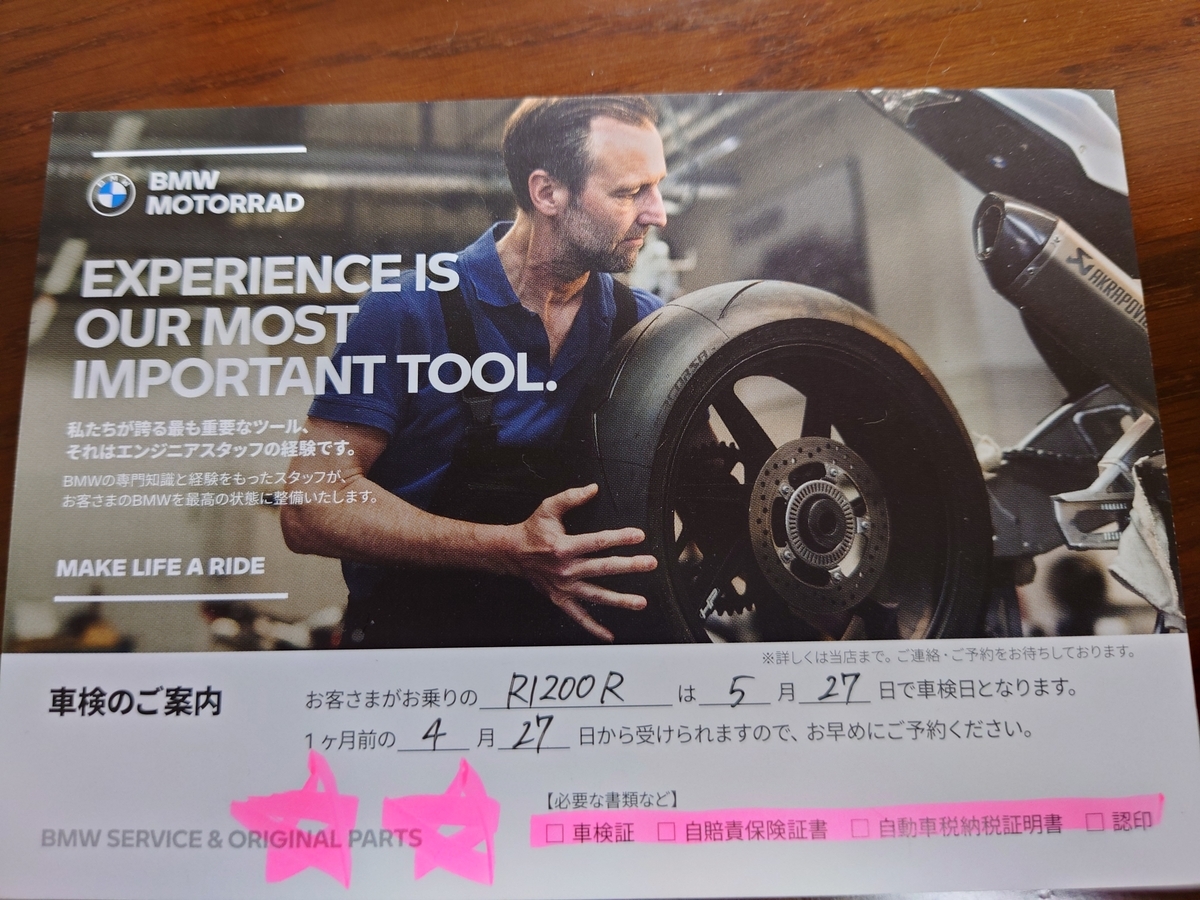 BMW
MOTORRAD
EXPERIENCE IS
OUR MOST
IMPORTANT TOOL.
私たちが誇る最も重要なツール、
それはエンジニアスタッフの経験です。
BMWの専門知識と経験をもったスタッフが、
お客さまのBMWを最高の状態に整備いたします。
MAKE LIFE A RIDE
AKRAPOVIČ
※詳しくは当店まで。ご連絡・ご予約をお待ちしております。
車検のご案内
お客さまがお乗りの R1200R は 5 月 27 日で車検日となります。
1ヶ月前の 4 月 27 日から受けられますので、お早めにご予約ください。
【必要な書類など】
□ 車検証 □ 自賠責保険証書 □ 自動車税納税証明書 □ 認印
BMW SERVICE & ORIGINAL PARTS